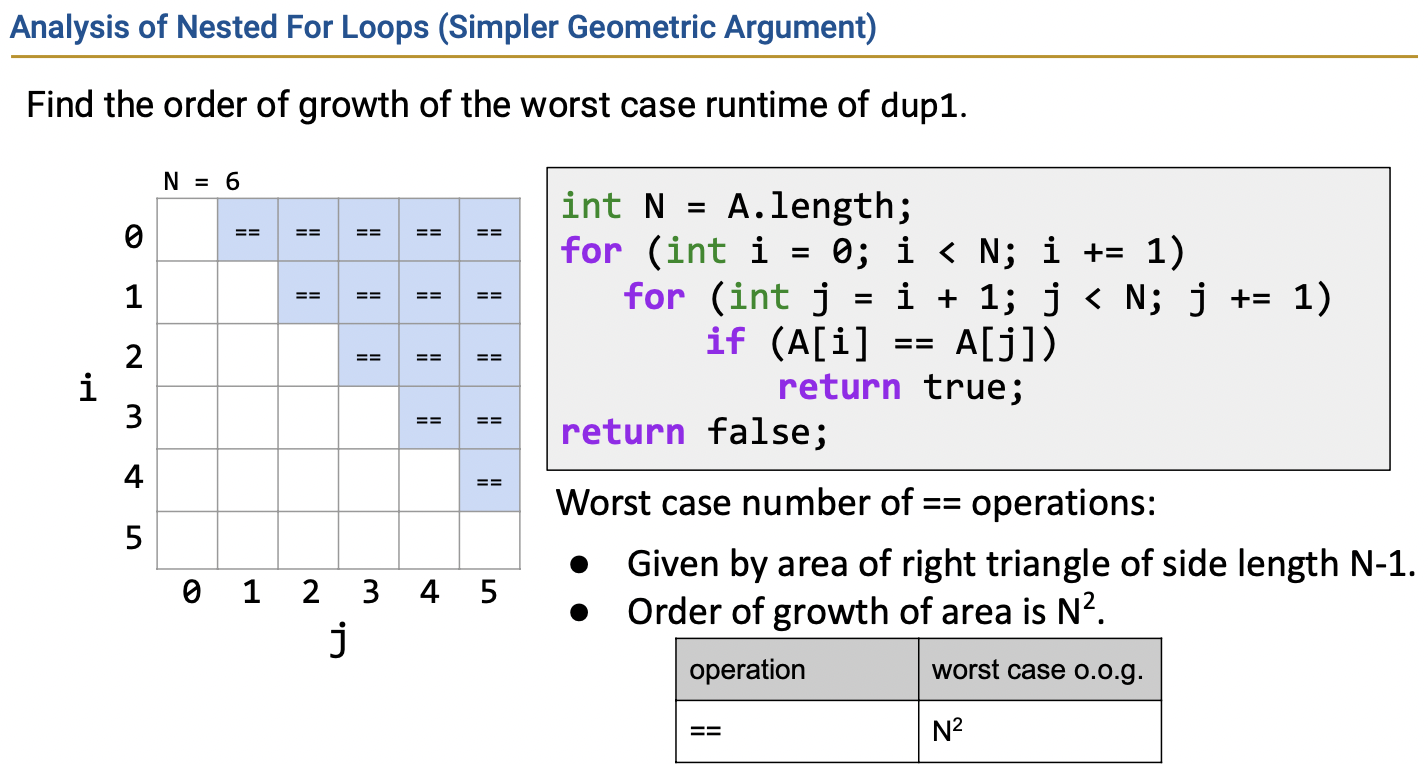 Analysis of Nested For Loops (Simpler Geometric Argument)
Find the order of growth of the worst case runtime of dup1.
N = 6
0 == == == == ==
1 == == == ==
2 == == ==
i
3 == ==
4 ==
5
0 1 2 3 4 5
j
int N = A.length;
for (int i = 0; i < N; i += 1)
for (int j = i + 1; j < N; j += 1)
if (A[i] == A[j])
return true;
return false;
Worst case number of == operations:
● Given by area of right triangle of side length N-1.
● Order of growth of area is N².
operation worst case o.o.g.
== N²